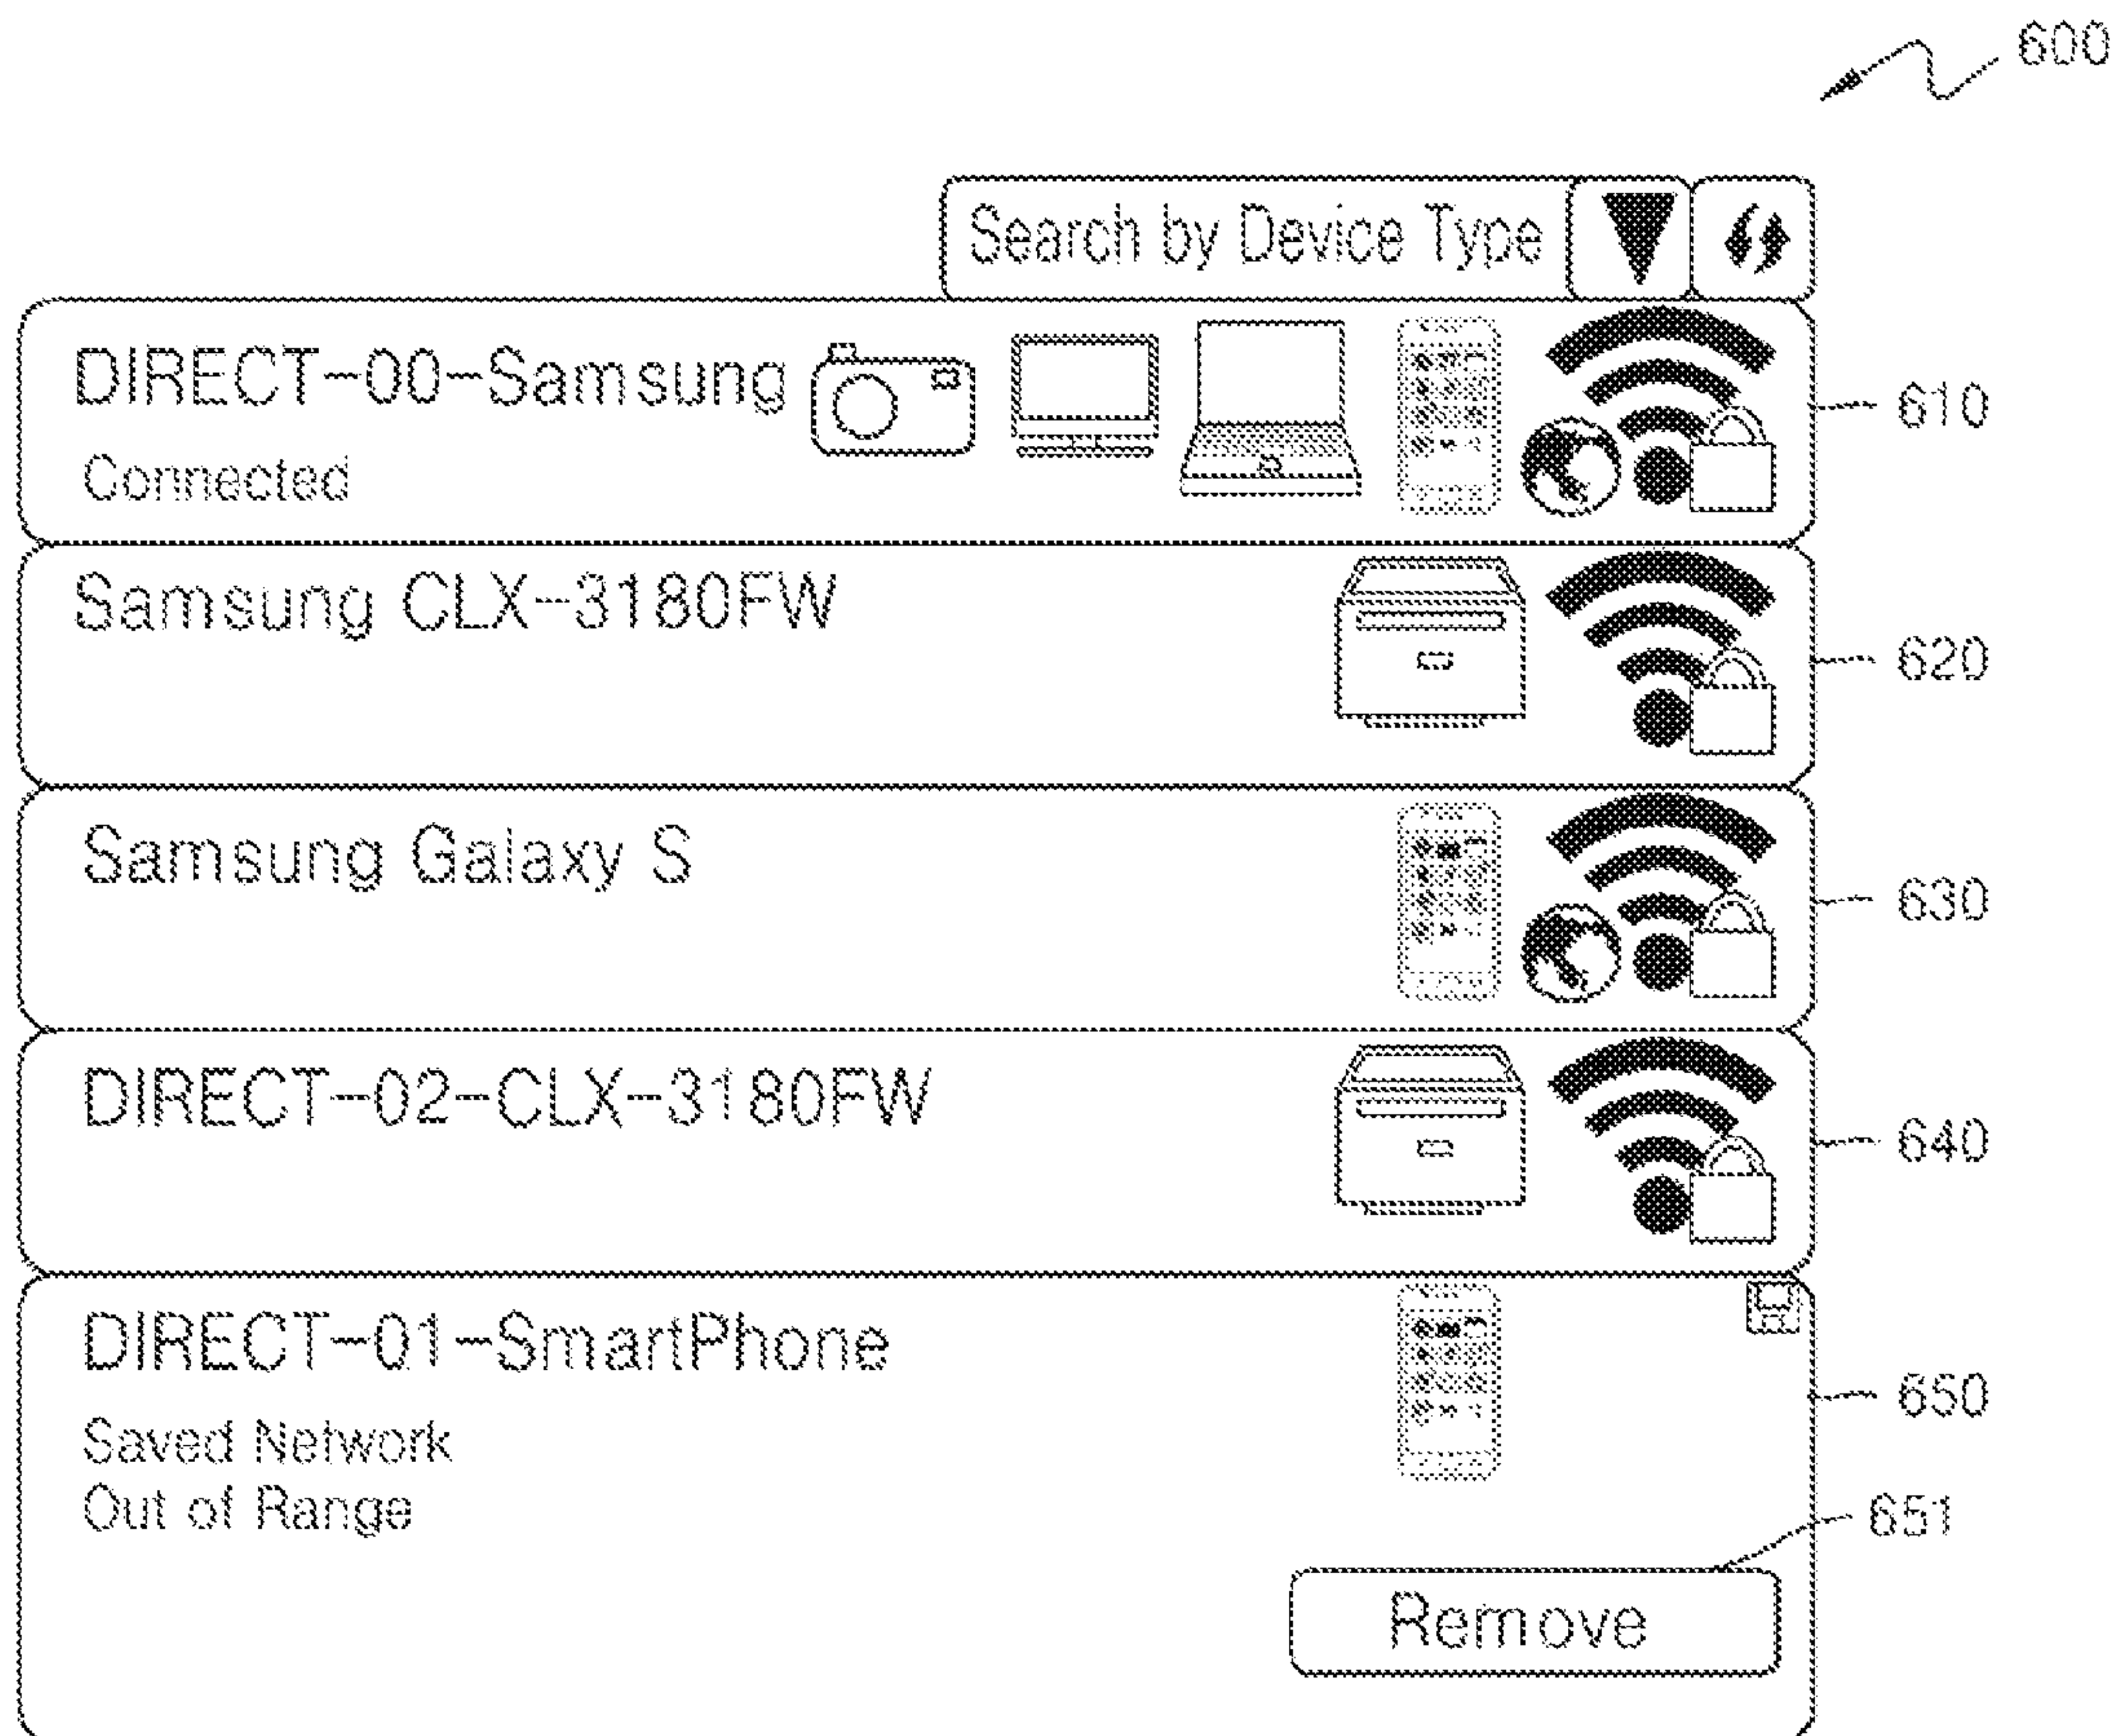 600
Search by Device Type
DIRECT-00-Samsung
Connected
610
Samsung CLX-3180FW
620
Samsung Galaxy S
630
DIRECT-02-CLX-3180FW
640
DIRECT-01-SmartPhone
Saved Network
Out of Range
650
651
Remove